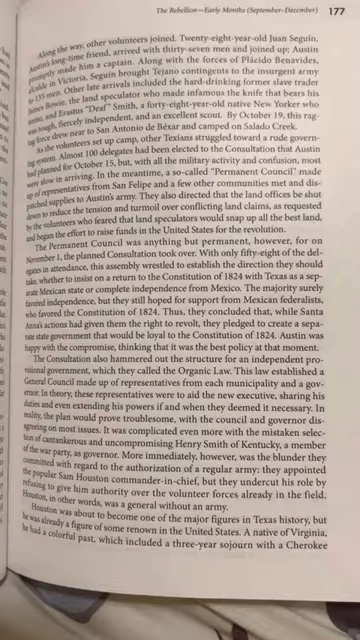 The Rebellion—Early Months (September–December) 177
Along the way, other volunteers joined. Twenty-eight-year-old Juan Seguin,
Austin's long-time friend, arrived with thirty-seven men and joined up; Austin
promptly made him a captain. Along with the forces of Plácido Benavides,
alcalde in Victoria, Seguin brought Tejano contingents to the insurgent army
to 135 men. Other late arrivals included the hard-drinking former slave trader
James Bowie, the land speculator who made infamous the knife that bears his
name, and Erastus "Deaf" Smith, a forty-eight-year-old native New Yorker who
was tough, fiercely independent, and an excellent scout. By October 19, this rag-
tag force drew near to San Antonio de Béxar and camped on Salado Creek.
As the volunteers set up camp, other Texians struggled toward a rude govern-
ing system. Almost 100 delegates had been elected to the Consultation that Austin
had planned for October 15, but, with all the military activity and confusion, most
were slow in arriving. In the meantime, a so-called "Permanent Council" made
up of representatives from San Felipe and a few other communities met and dis-
patched supplies to Austin's army. They also directed that the land offices be shut
down to reduce the tension and turmoil over conflicting land claims, as requested
by the volunteers who feared that land speculators would snap up all the best land,
and began the effort to raise funds in the United States for the revolution.
The Permanent Council was anything but permanent, however, for on
November 1, the planned Consultation took over. With only fifty-eight of the del-
egates in attendance, this assembly wrestled to establish the direction they should
take, whether to insist on a return to the Constitution of 1824 with Texas as a sep-
arate Mexican state or complete independence from Mexico. The majority surely
favored independence, but they still hoped for support from Mexican federalists,
who favored the Constitution of 1824. Thus, they concluded that, while Santa
Anna's actions had given them the right to revolt, they pledged to create a sepa-
rate state government that would be loyal to the Constitution of 1824. Austin was
happy with the compromise, thinking that it was the best policy at that moment.
The Consultation also hammered out the structure for an independent pro-
visional government, which they called the Organic Law. This law established a
General Council made up of representatives from each municipality and a gov-
ernor. In theory, these representatives were to aid the new executive, sharing his
duties and even extending his powers if and when they deemed it necessary. In
reality, the plan would prove troublesome, with the council and governor dis-
agreeing on most issues. It was complicated even more with the mistaken selec-
tion of cantankerous and uncompromising Henry Smith of Kentucky, a member
of the war party, as governor. More immediately, however, was the blunder they
committed with regard to the authorization of a regular army: they appointed
the popular Sam Houston commander-in-chief, but they undercut his role by
refusing to give him authority over the volunteer forces already in the field.
Houston, in other words, was a general without an army.
Houston was about to become one of the major figures in Texas history, but
he was already a figure of some renown in the United States. A native of Virginia,
he had a colorful past, which included a three-year sojourn with a Cherokee